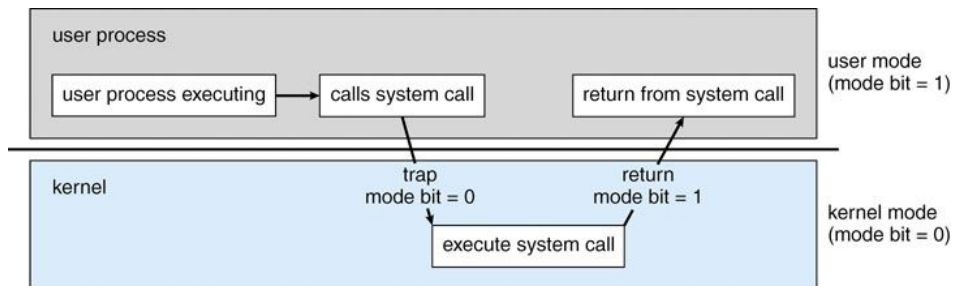 user process
user process executing
calls system call
return from system call
user mode
(mode bit = 1)
trap
mode bit = 0
return
mode bit = 1
kernel
execute system call
kernel mode
(mode bit = 0)